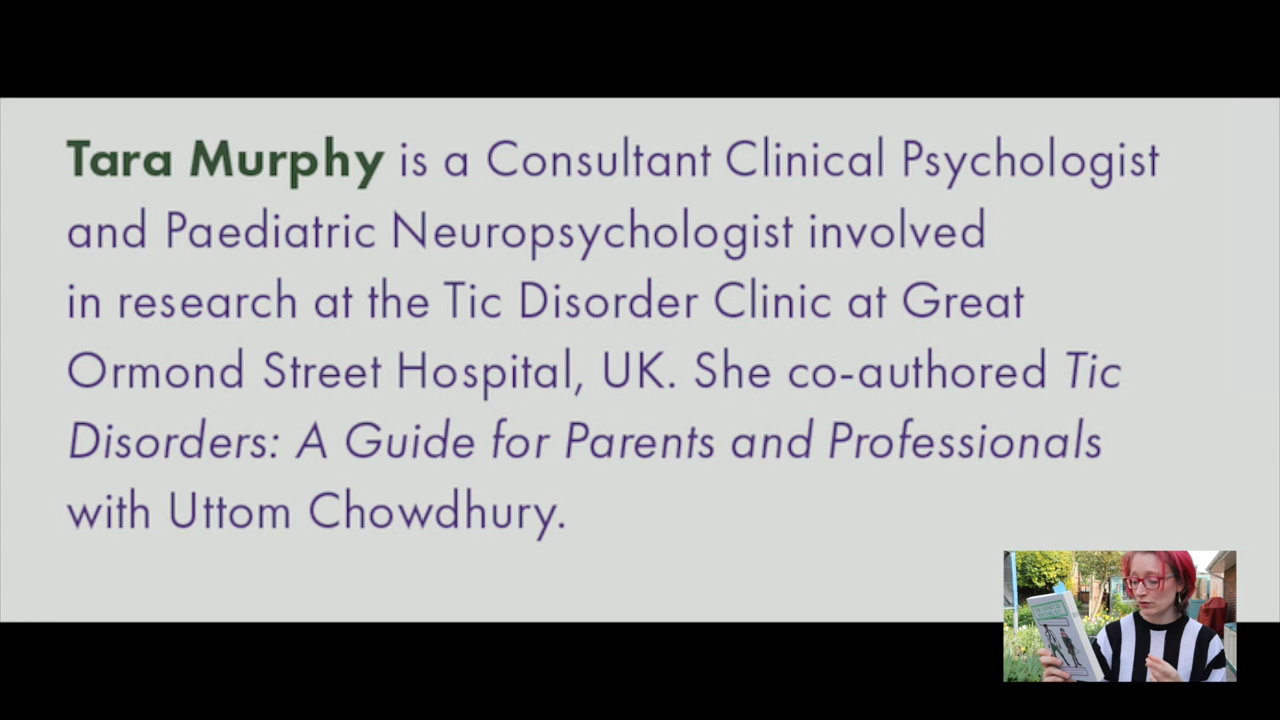 Tara Murphy is a Consultant Clinical Psychologist
and Paediatric Neuropsychologist involved
in research at the Tic Disorder Clinic at Great
Ormond Street Hospital, UK. She co-authored Tic
Disorders: A Guide for Parents and Professionals
with Uttom Chowdhury.